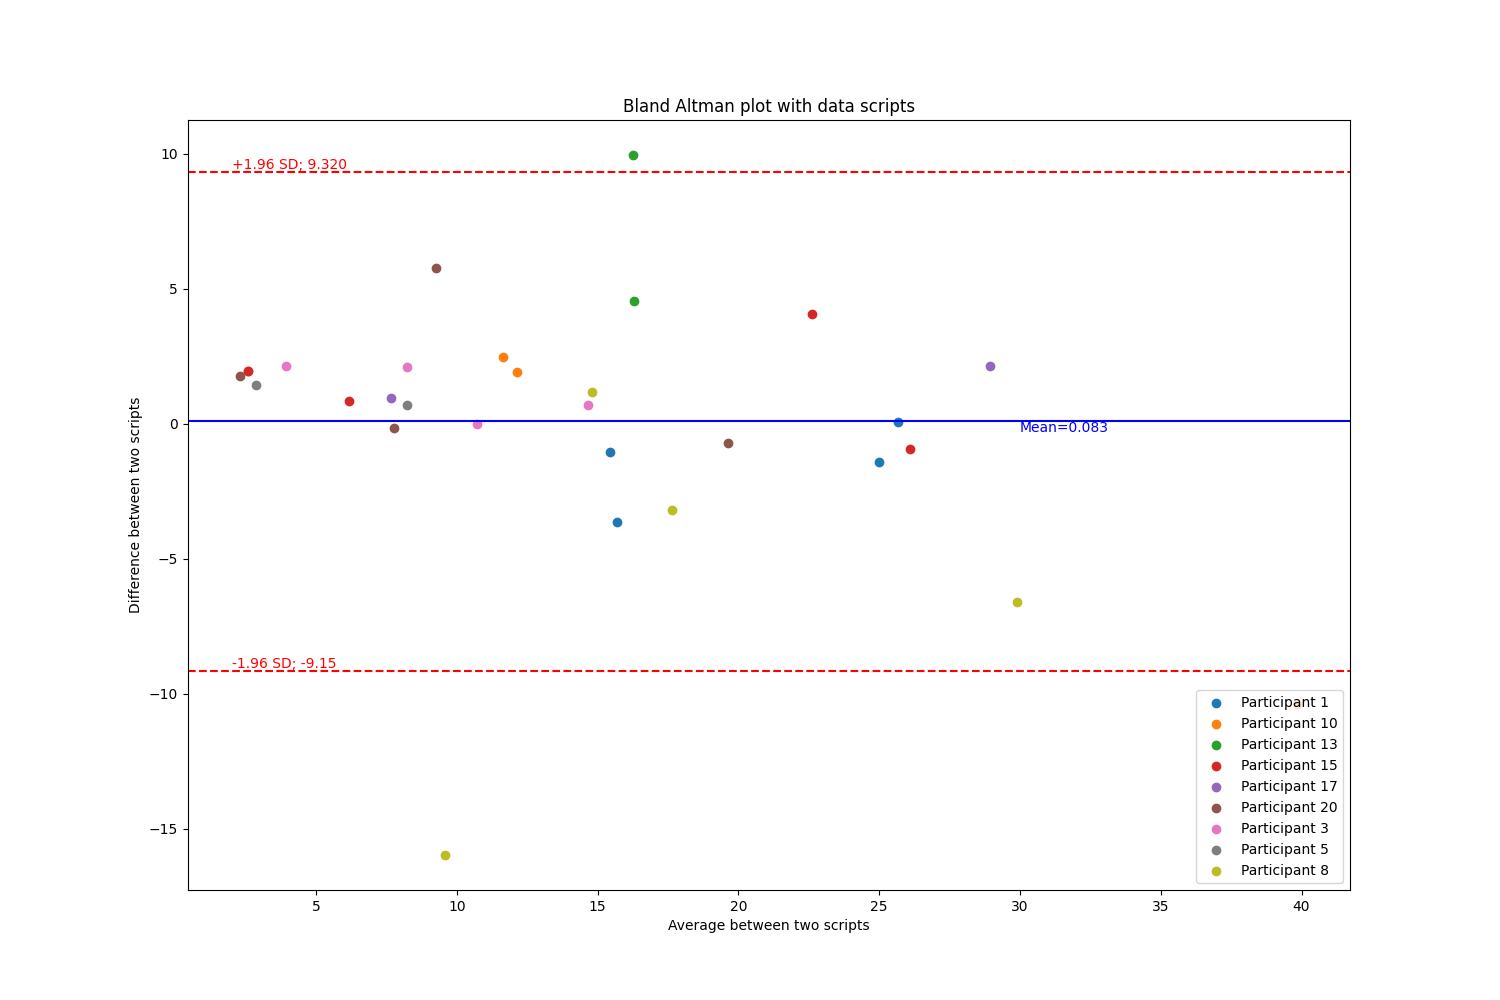 Bland Altman plot with data scripts
10
+1.96 SD; 9.320
5
0
Mean=0.083
Difference between two scripts
−5
-1.96 SD; -9.15
−10
−15
Participant 1
Participant 10
Participant 13
Participant 15
Participant 17
Participant 20
Participant 3
Participant 5
Participant 8
5 10 15 20 25 30 35 40
Average between two scripts